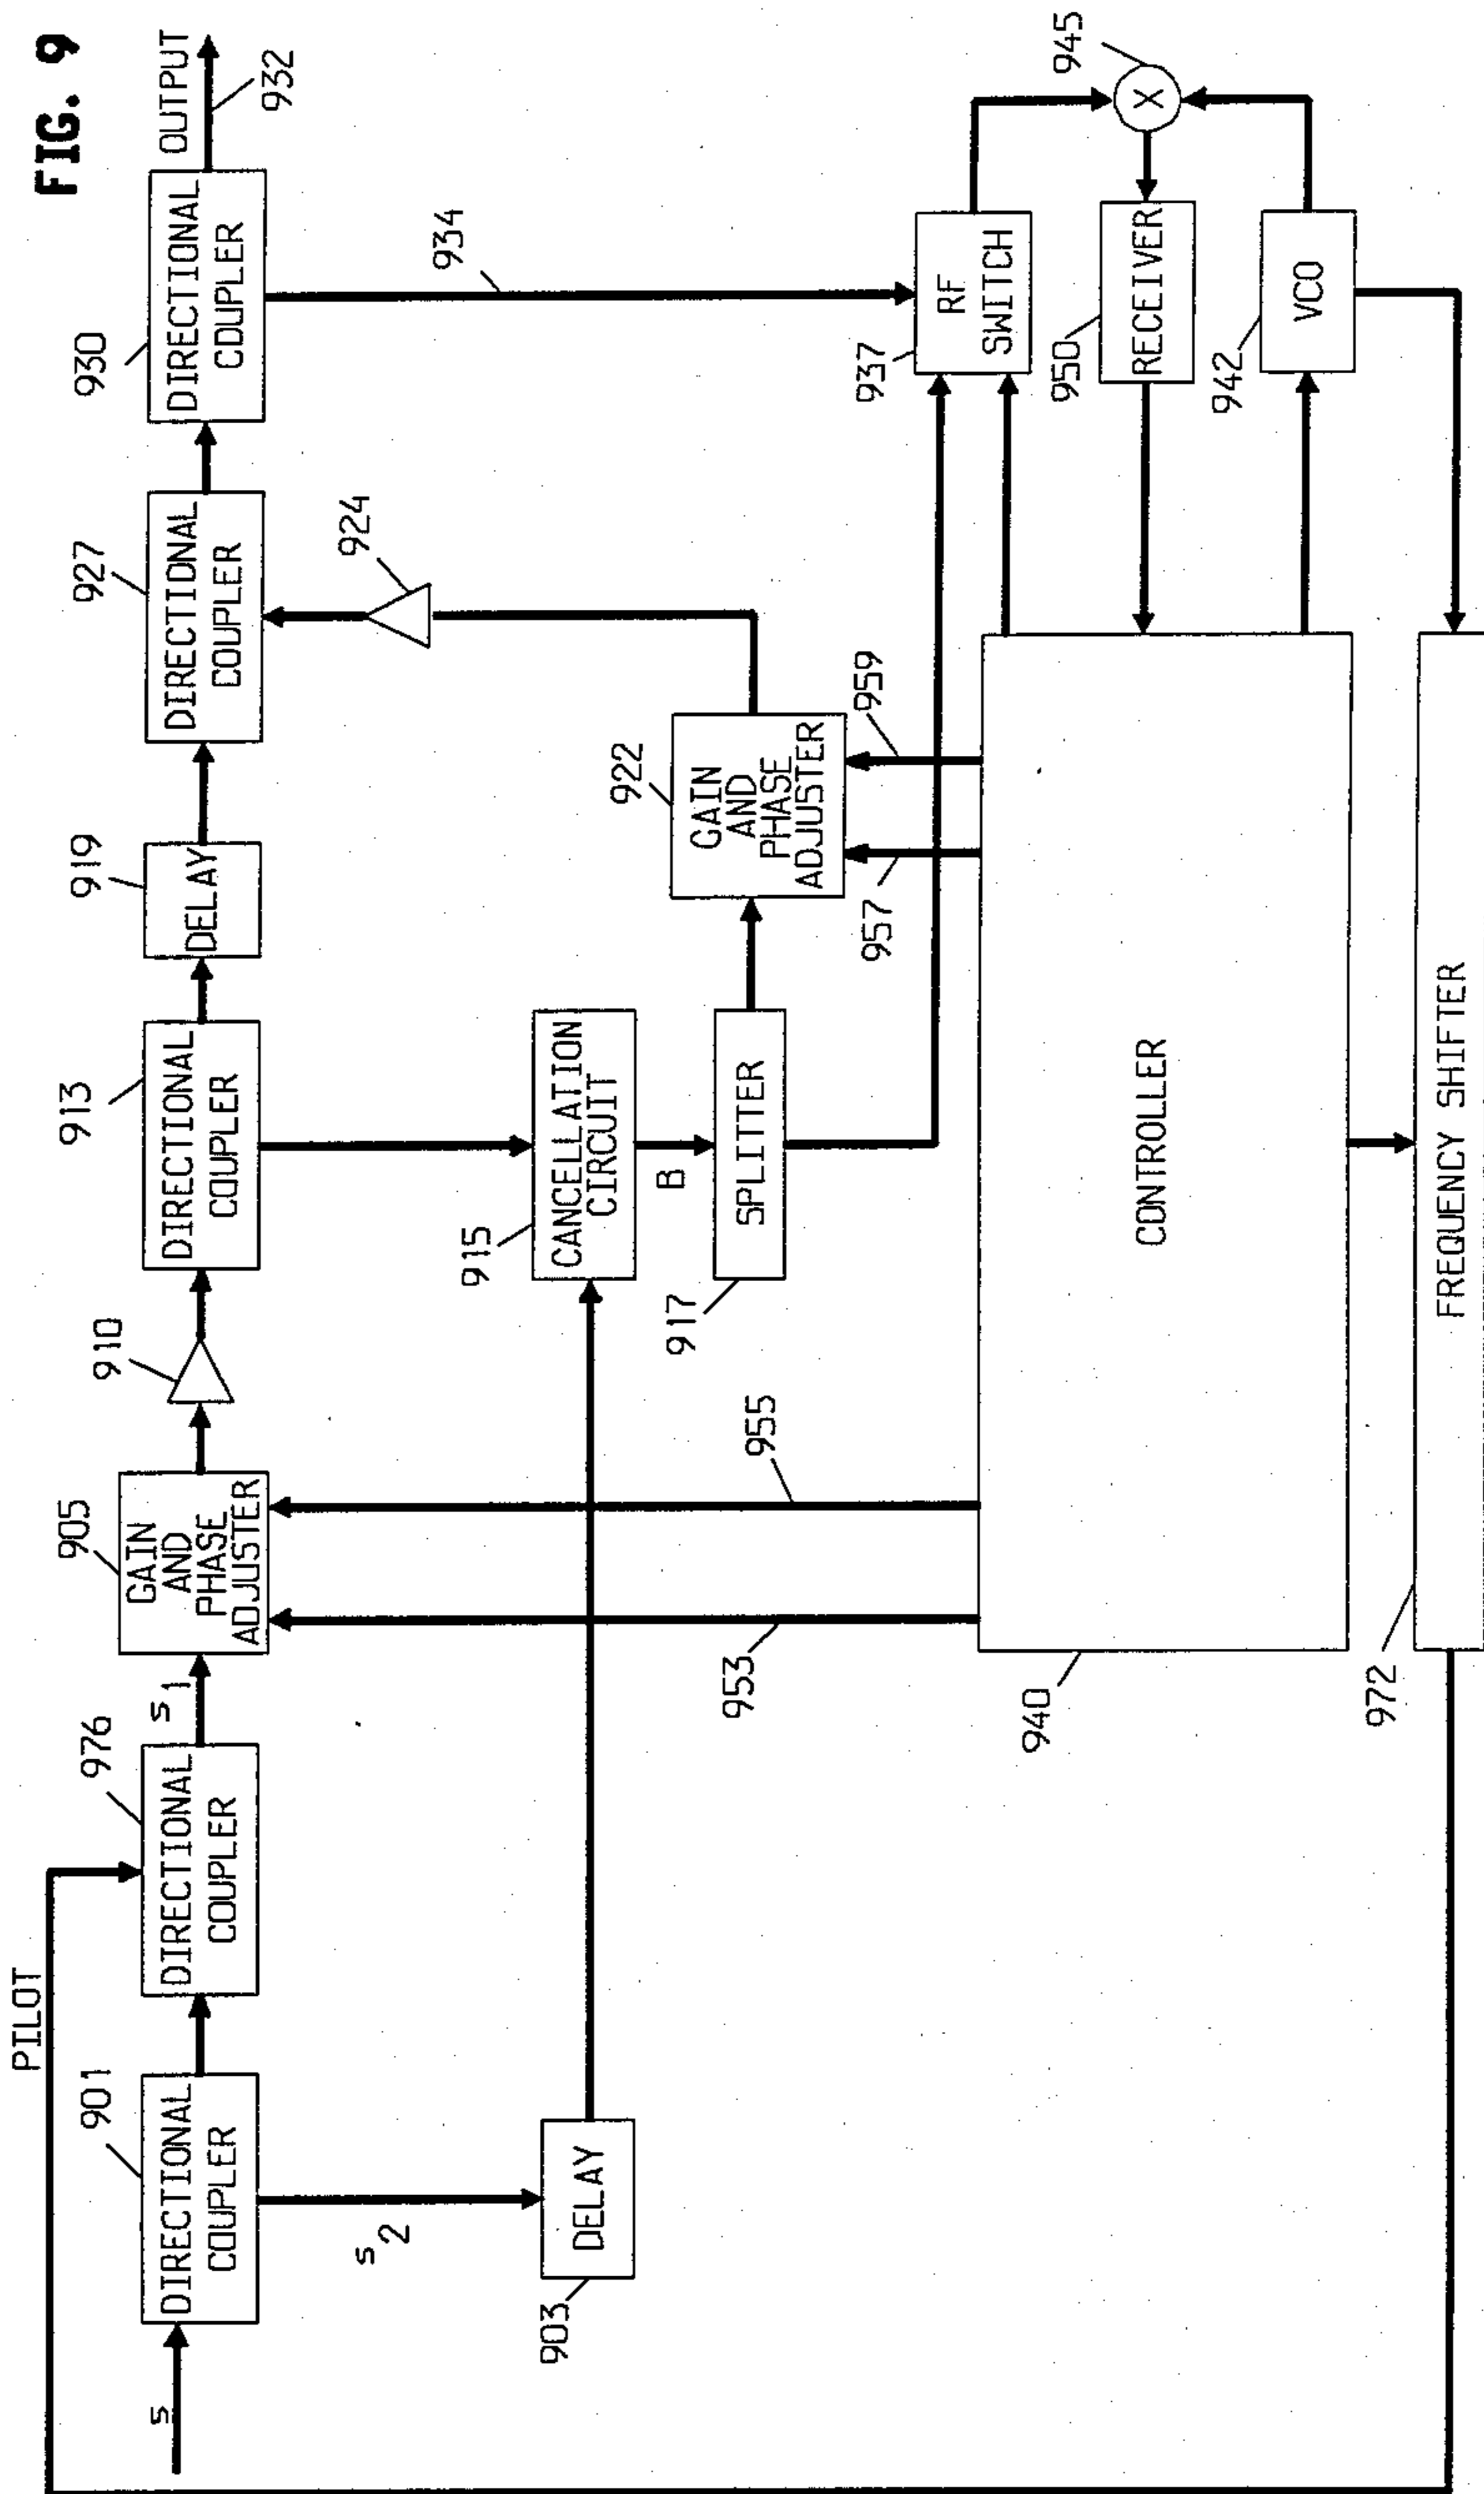 FIG. 9
PILOT
901
976
905
910
913
919
927
930
OUTPUT
932
s
DIRECTIONAL
COUPLER
DIRECTIONAL
COUPLER
s1
GAIN
AND
PHASE
ADJUSTER
DIRECTIONAL
COUPLER
DELAY
DIRECTIONAL
COUPLER
DIRECTIONAL
COUPLER
s2
924
934
903
DELAY
915
CANCELLATION
CIRCUIT
B
917
SPLITTER
922
GAIN
AND
PHASE
ADJUSTER
953
955
957
959
937
RF
SWITCH
945
X
940
CONTROLLER
950
RECEIVER
942
VCO
972
FREQUENCY SHIFTER